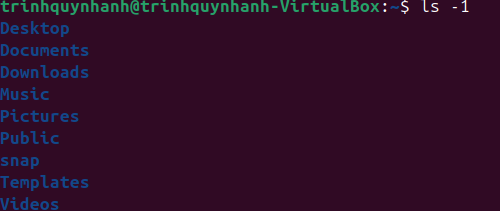 trinhquynhanh@trinhquynhanh-VirtualBox:~$ ls -1
Desktop
Documents
Downloads
Music
Pictures
Public
snap
Templates
Videos